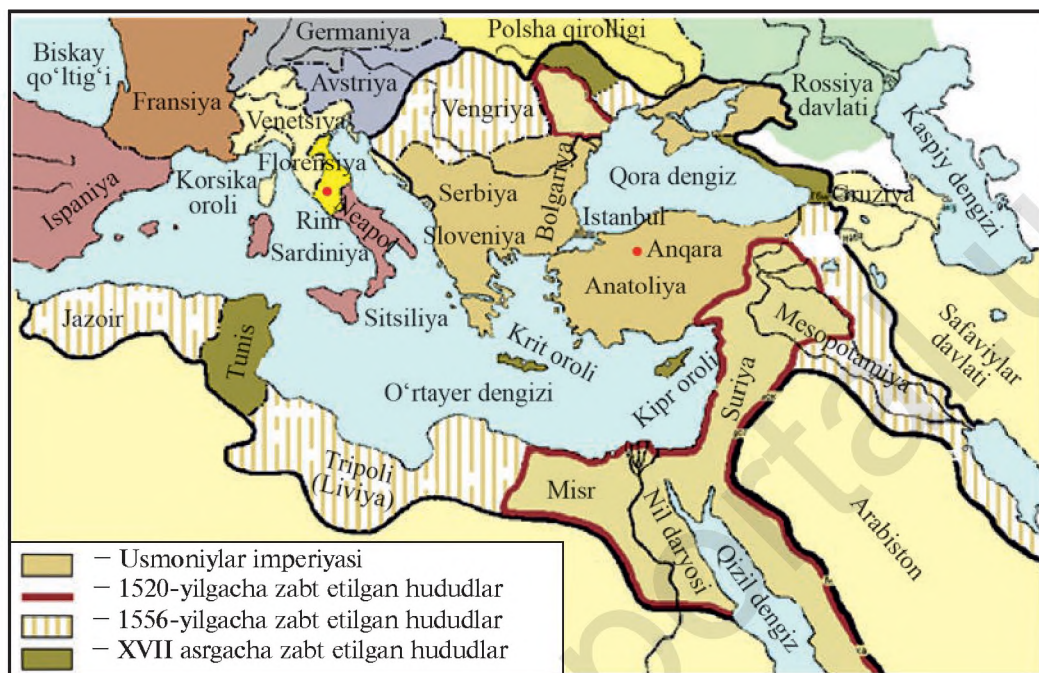 Germaniya
Polsha qirolligi
Biskay
qo‘ltig‘i
Fransiya
Avstriya
Vengriya
Rossiya
davlati
Kaspiy dengizi
Venetsiya
Florensiya
Ispaniya
Korsika
oroli
Rim
Neapol
Sardiniya
Serbiya
Bolgariya
Qora dengiz
Gruziya
Sloveniya
Istanbul
Anqara
Anatoliya
Jazoir
Tunis
Sitsiliya
Krit oroli
Kipr oroli
O‘rtayer dengizi
Suriya
Mesopotamiya
Safaviylar
davlati
Tripoli
(Liviya)
Misr
Nil daryosi
Qizil dengiz
Arabiston
– Usmoniylar imperiyasi
– 1520-yilgacha zabt etilgan hududlar
– 1556-yilgacha zabt etilgan hududlar
– XVII asrgacha zabt etilgan hududlar